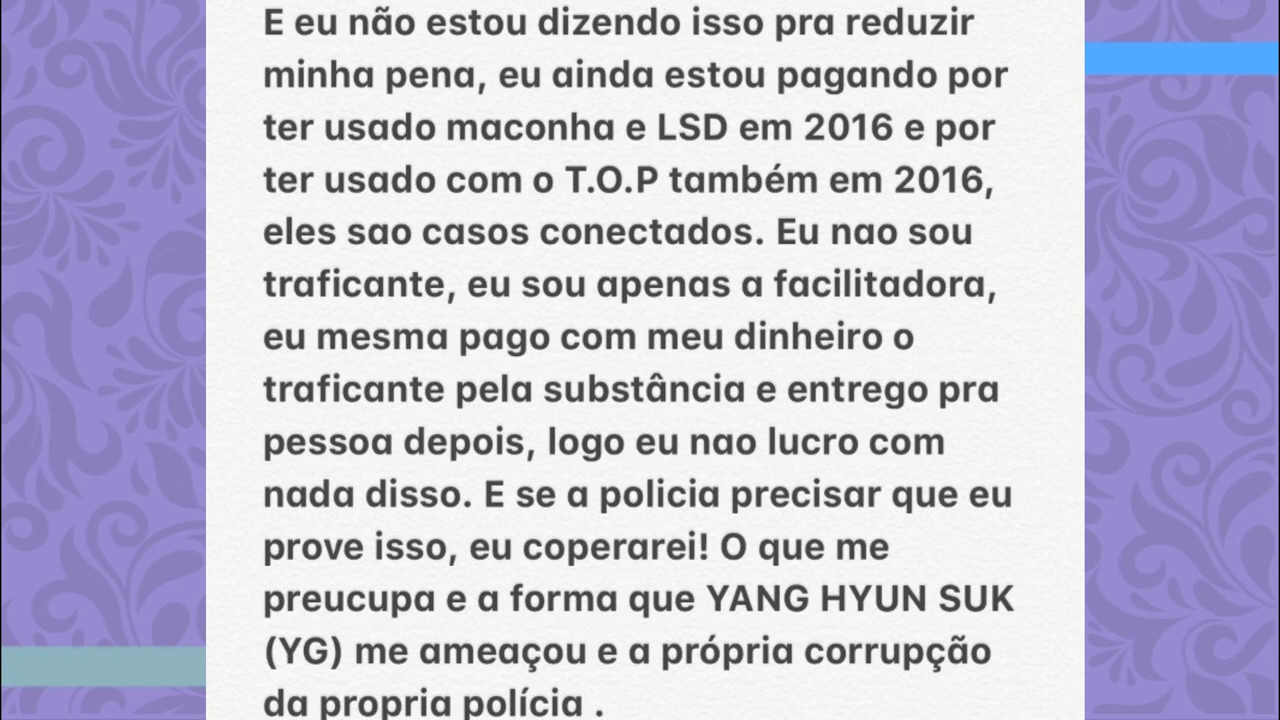 E eu não estou dizendo isso pra reduzir
minha pena, eu ainda estou pagando por
ter usado maconha e LSD em 2016 e por
ter usado com o T.O.P também em 2016,
eles sao casos conectados. Eu nao sou
traficante, eu sou apenas a facilitadora,
eu mesma pago com meu dinheiro o
traficante pela substância e entrego pra
pessoa depois, logo eu nao lucro com
nada disso. E se a policia precisar que eu
prove isso, eu coperarei! O que me
preucupa e a forma que YANG HYUN SUK
(YG) me ameaçou e a própria corrupção
da propria polícia .